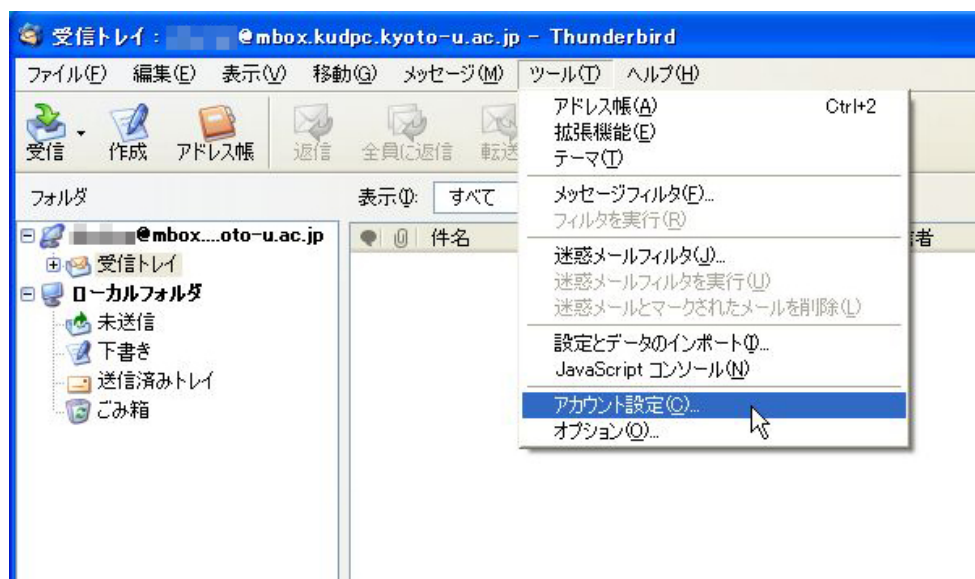 受信トレイ : @mbox.kudpc.kyoto-u.ac.jp - Thunderbird
ファイル(F) 編集(E) 表示(V) 移動(G) メッセージ(M) ツール(T) ヘルプ(H)
受信 作成 アドレス帳 返信 全員に返信 転送
フォルダ
表示(I): すべて
@mbox....oto-u.ac.jp
件名 者
受信トレイ
ローカルフォルダ
未送信
下書き
送信済みトレイ
ごみ箱
アドレス帳(A) Ctrl+2
拡張機能(E)
テーマ(T)
メッセージフィルタ(F)...
フィルタを実行(R)
迷惑メールフィルタ(J)...
迷惑メールフィルタを実行(U)
迷惑メールとマークされたメールを削除(L)
設定とデータのインポート(I)...
JavaScript コンソール(N)
アカウント設定(C)...
オプション(O)...